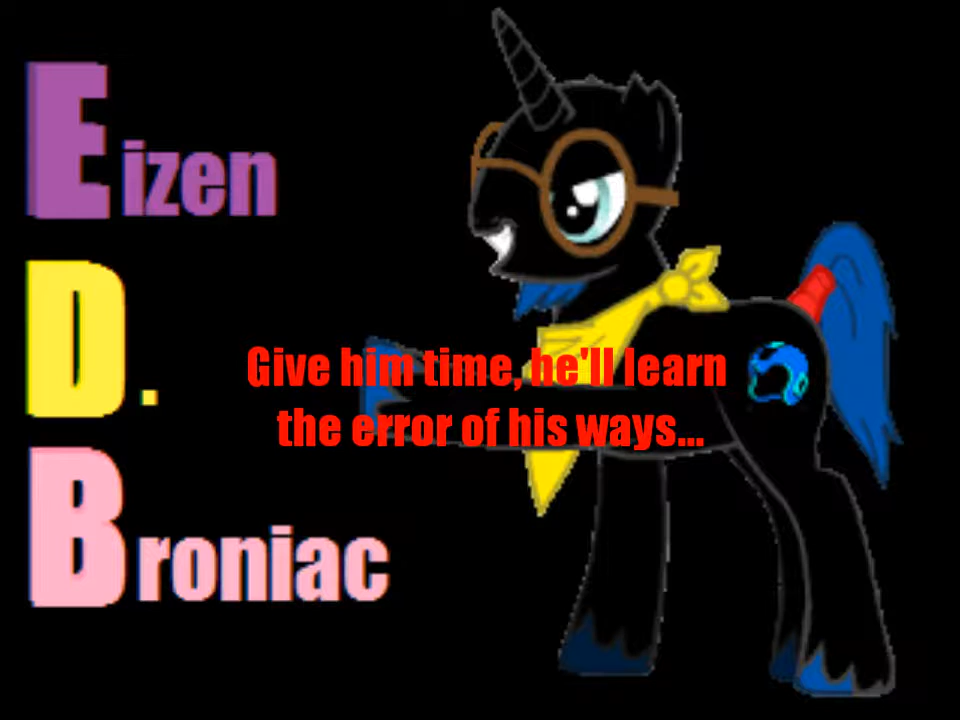 Eizen
D.
Give him time, he'll learn
the error of his ways...
Broniac